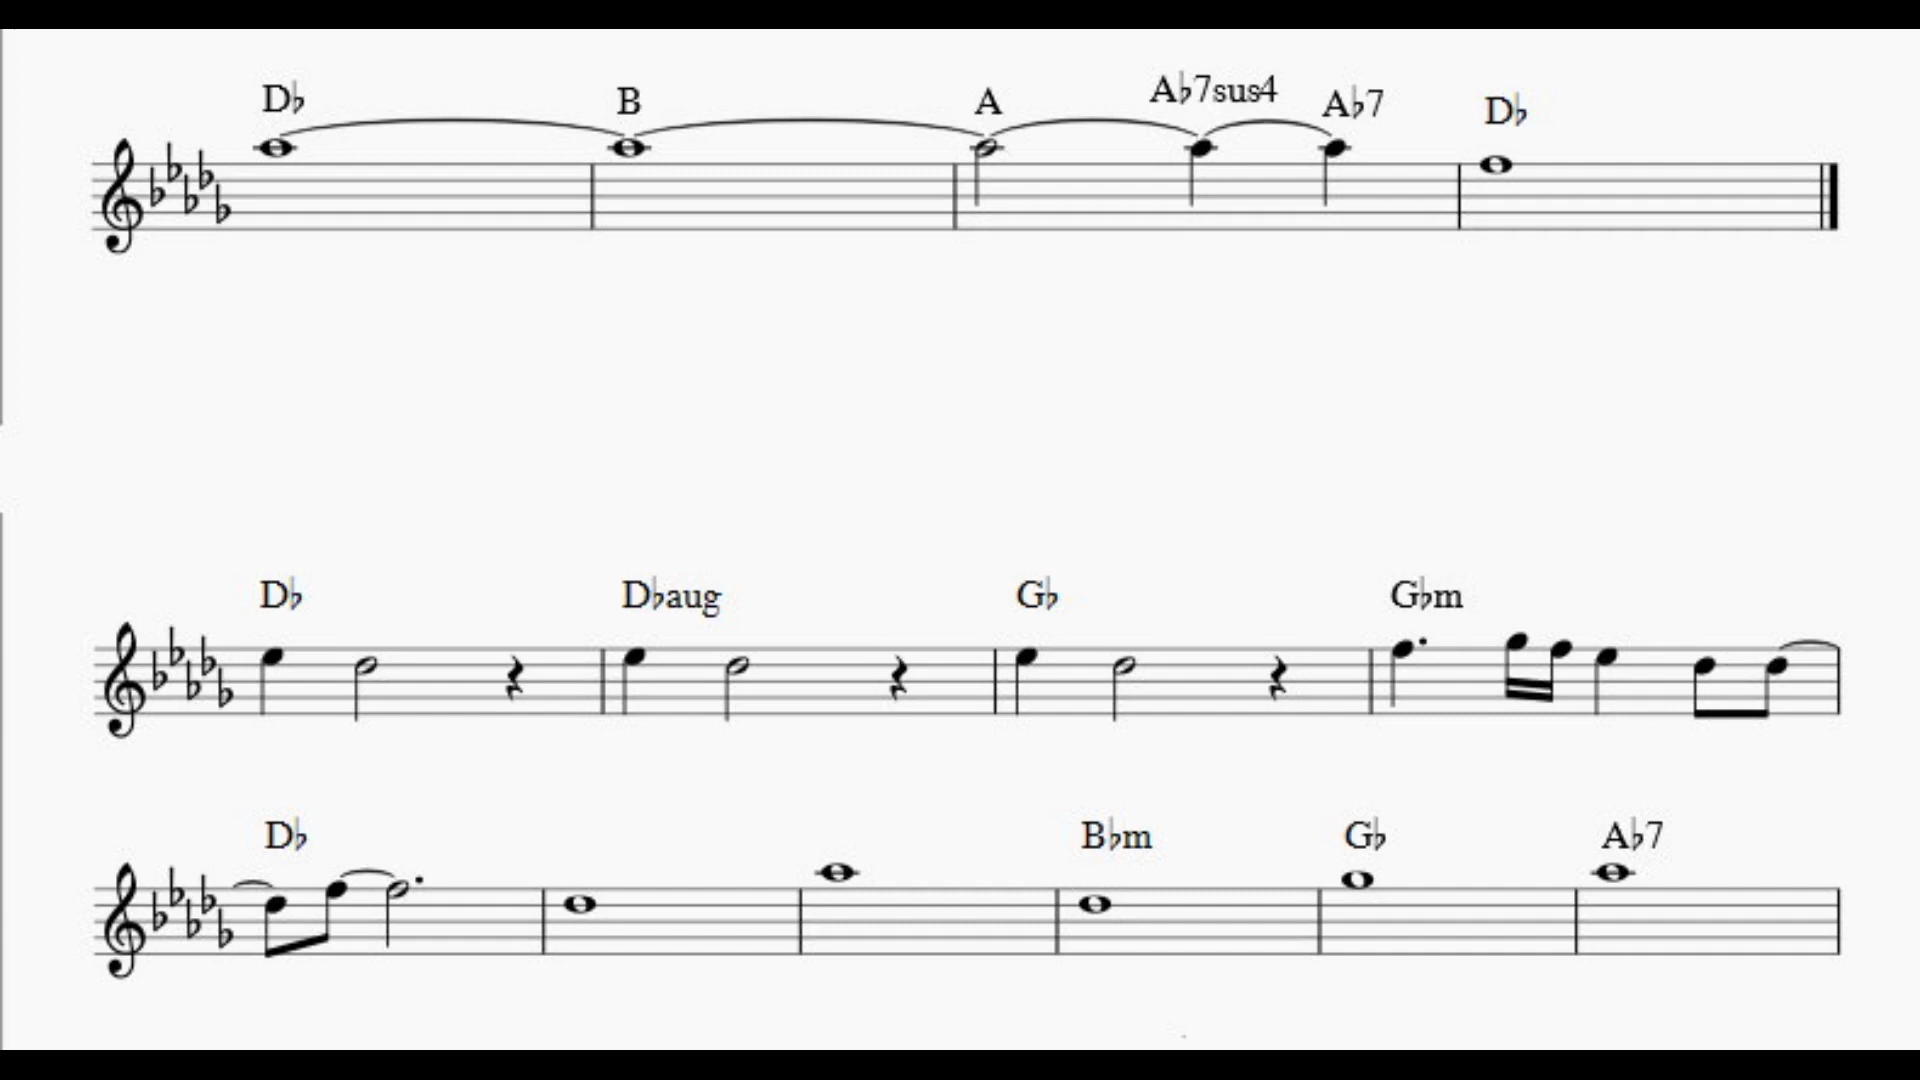 D♭ B A A♭7sus4 A♭7 D♭
D♭ D♭aug G♭ G♭m
D♭ B♭m G♭ A♭7